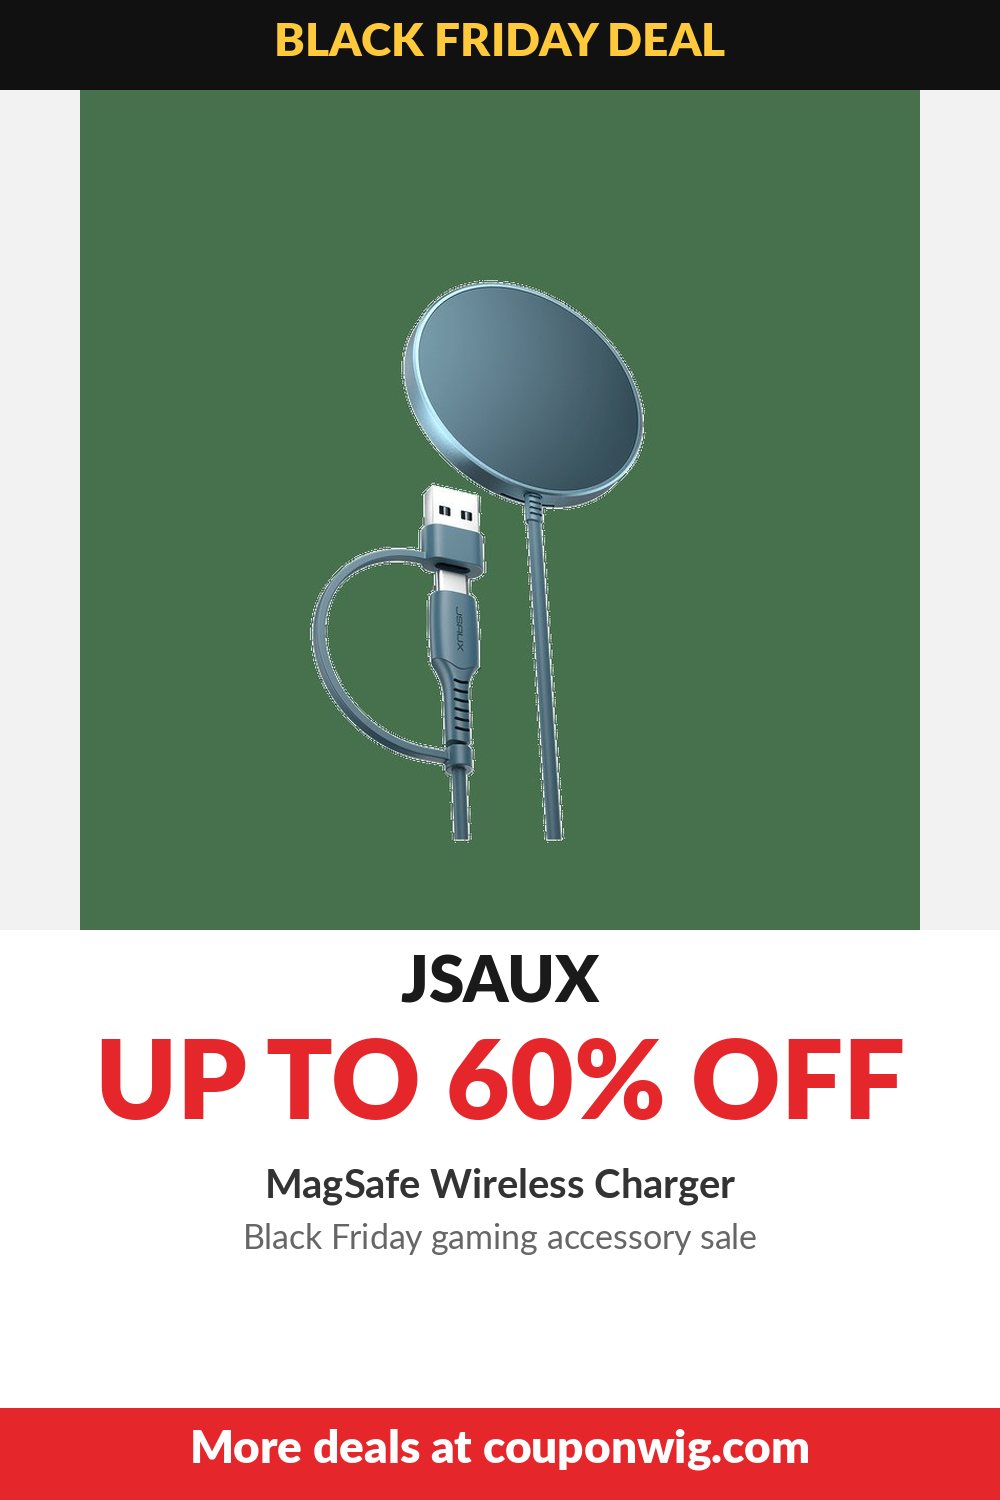 BLACK FRIDAY DEAL
JSAUX
JSAUX
UP TO 60% OFF
MagSafe Wireless Charger
Black Friday gaming accessory sale
More deals at couponwig.com